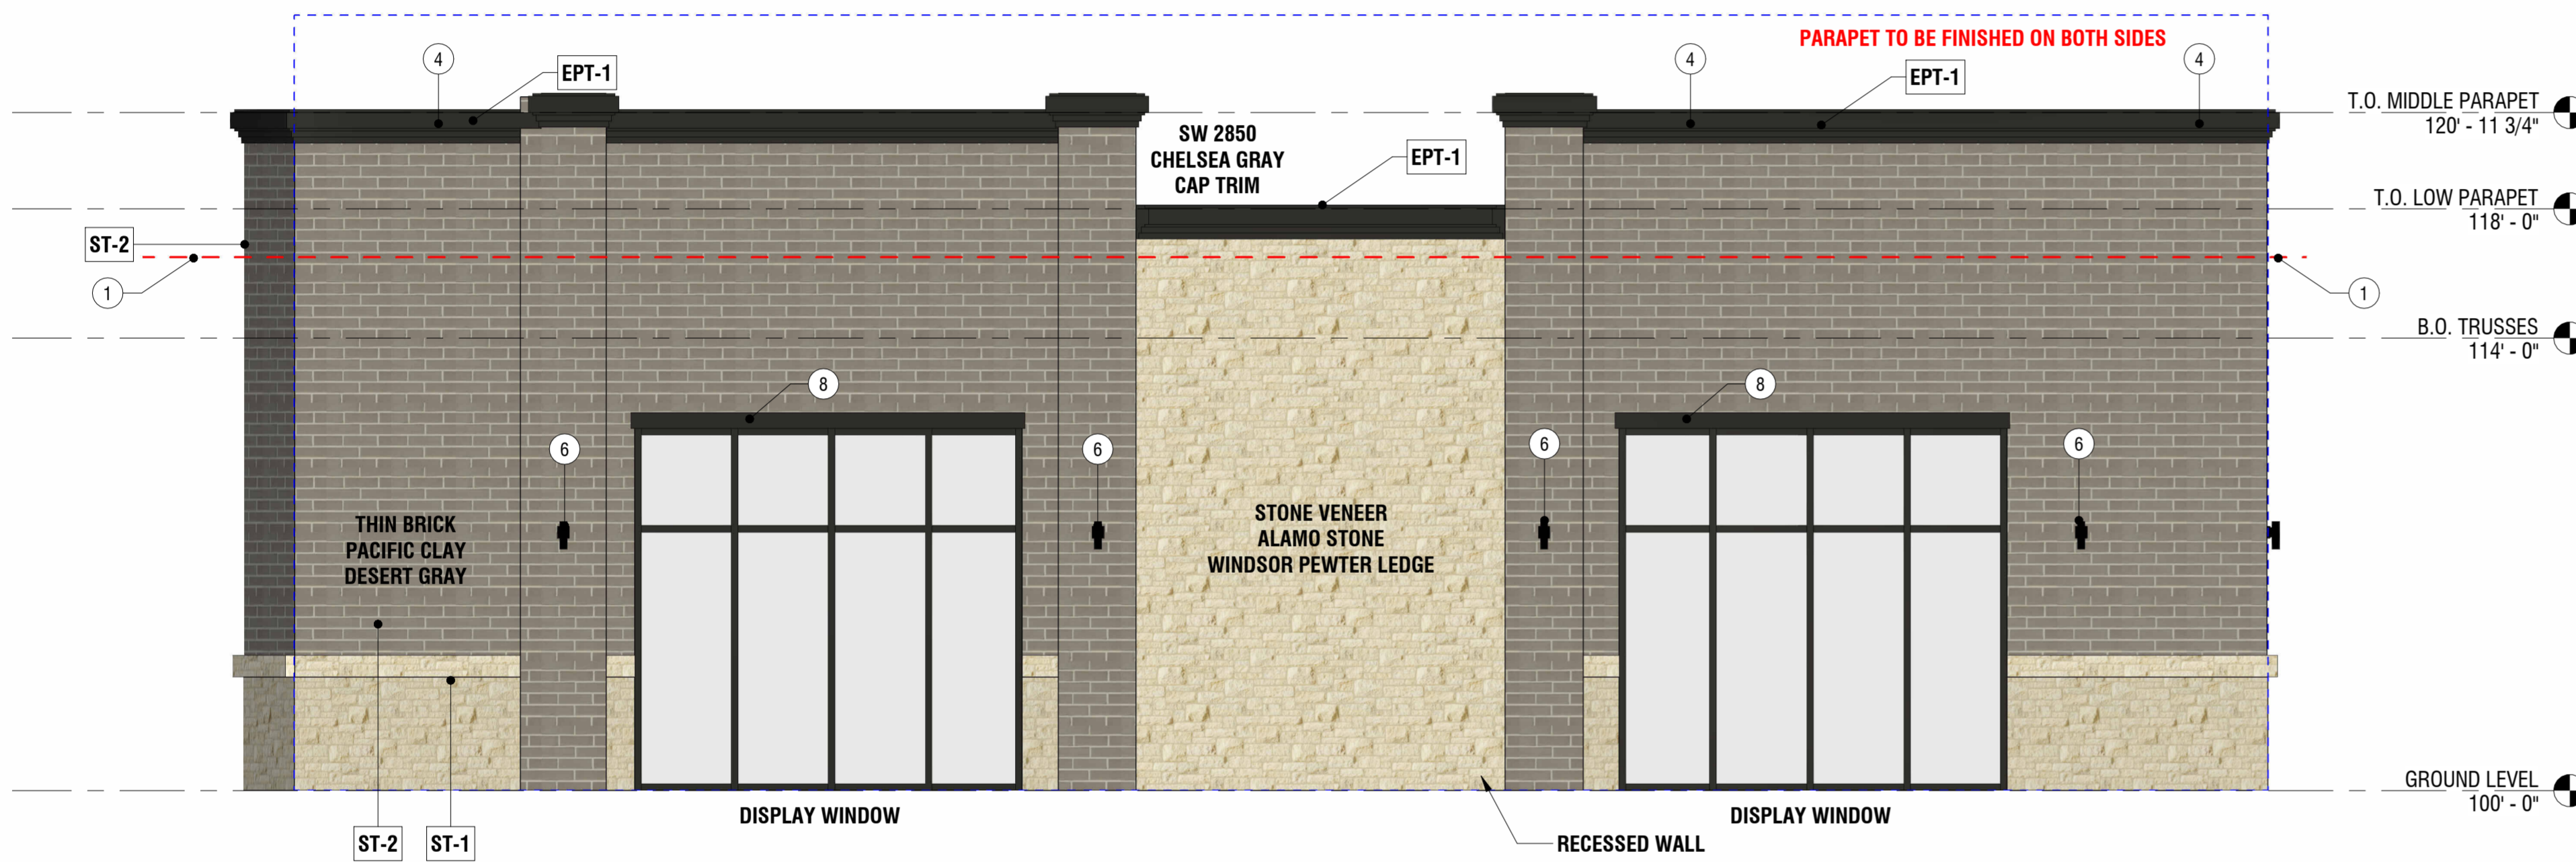 PARAPET TO BE FINISHED ON BOTH SIDES
4
EPT-1
4
EPT-1
4
T.O. MIDDLE PARAPET
120' - 11 3/4"
SW 2850
CHELSEA GRAY
CAP TRIM
EPT-1
T.O. LOW PARAPET
118' - 0"
ST-2
1
1
B.O. TRUSSES
114' - 0"
8
8
6
6
6
6
THIN BRICK
PACIFIC CLAY
DESERT GRAY
STONE VENEER
ALAMO STONE
WINDSOR PEWTER LEDGE
GROUND LEVEL
100' - 0"
DISPLAY WINDOW
DISPLAY WINDOW
ST-2
ST-1
RECESSED WALL